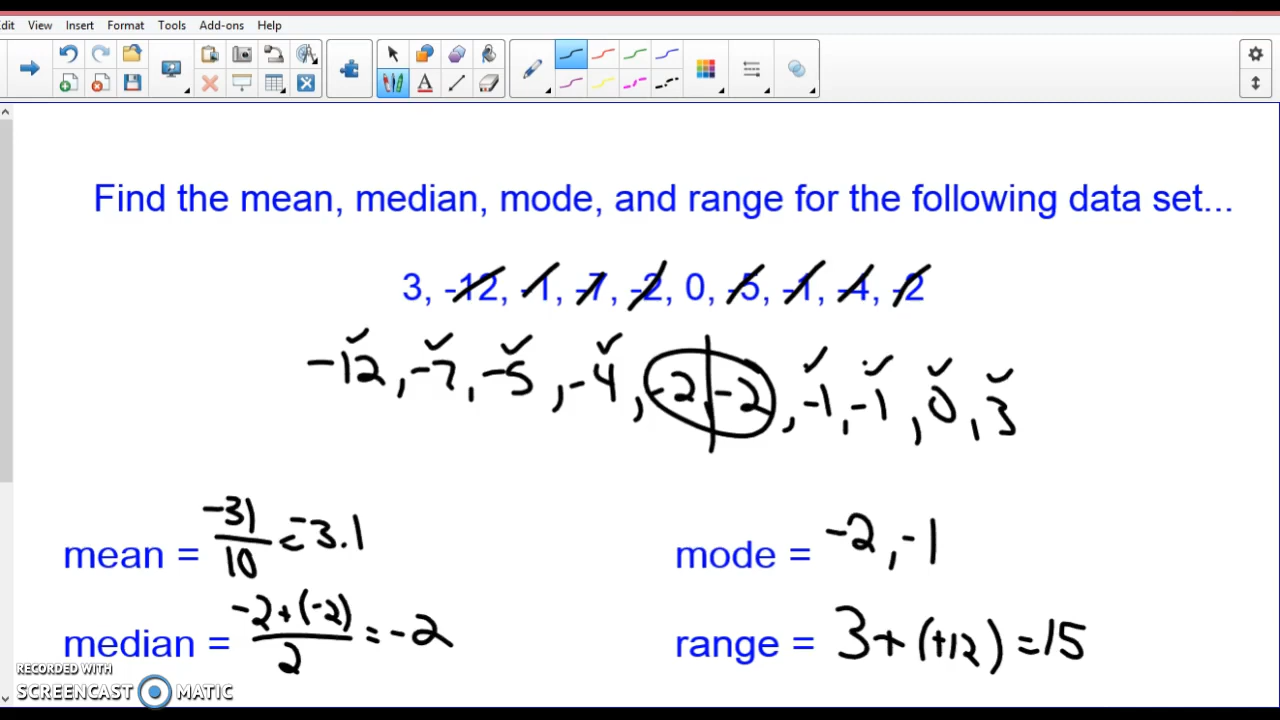 dit View Insert Format Tools Add-ons Help
Find the mean, median, mode, and range for the following data set...
3, -12, -1, -7, -2, 0, -5, -1, -4, -2
-12, -7, -5, -4, -2, -2, -1, -1, 0, 3
mean = -31/10 = -3.1
mode = -2, -1
median = -2+(-2)/2 = -2
range = 3+(+12)=15
RECORDED WITH
SCREENCAST MATIC